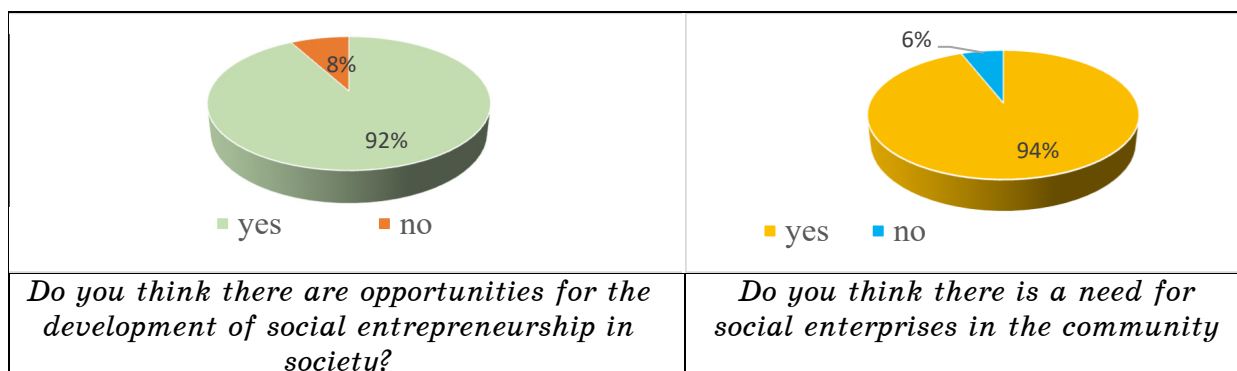 8%
92%
yes no
Do you think there are opportunities for the
development of social entrepreneurship in
society?
6%
94%
yes no
Do you think there is a need for
social enterprises in the community